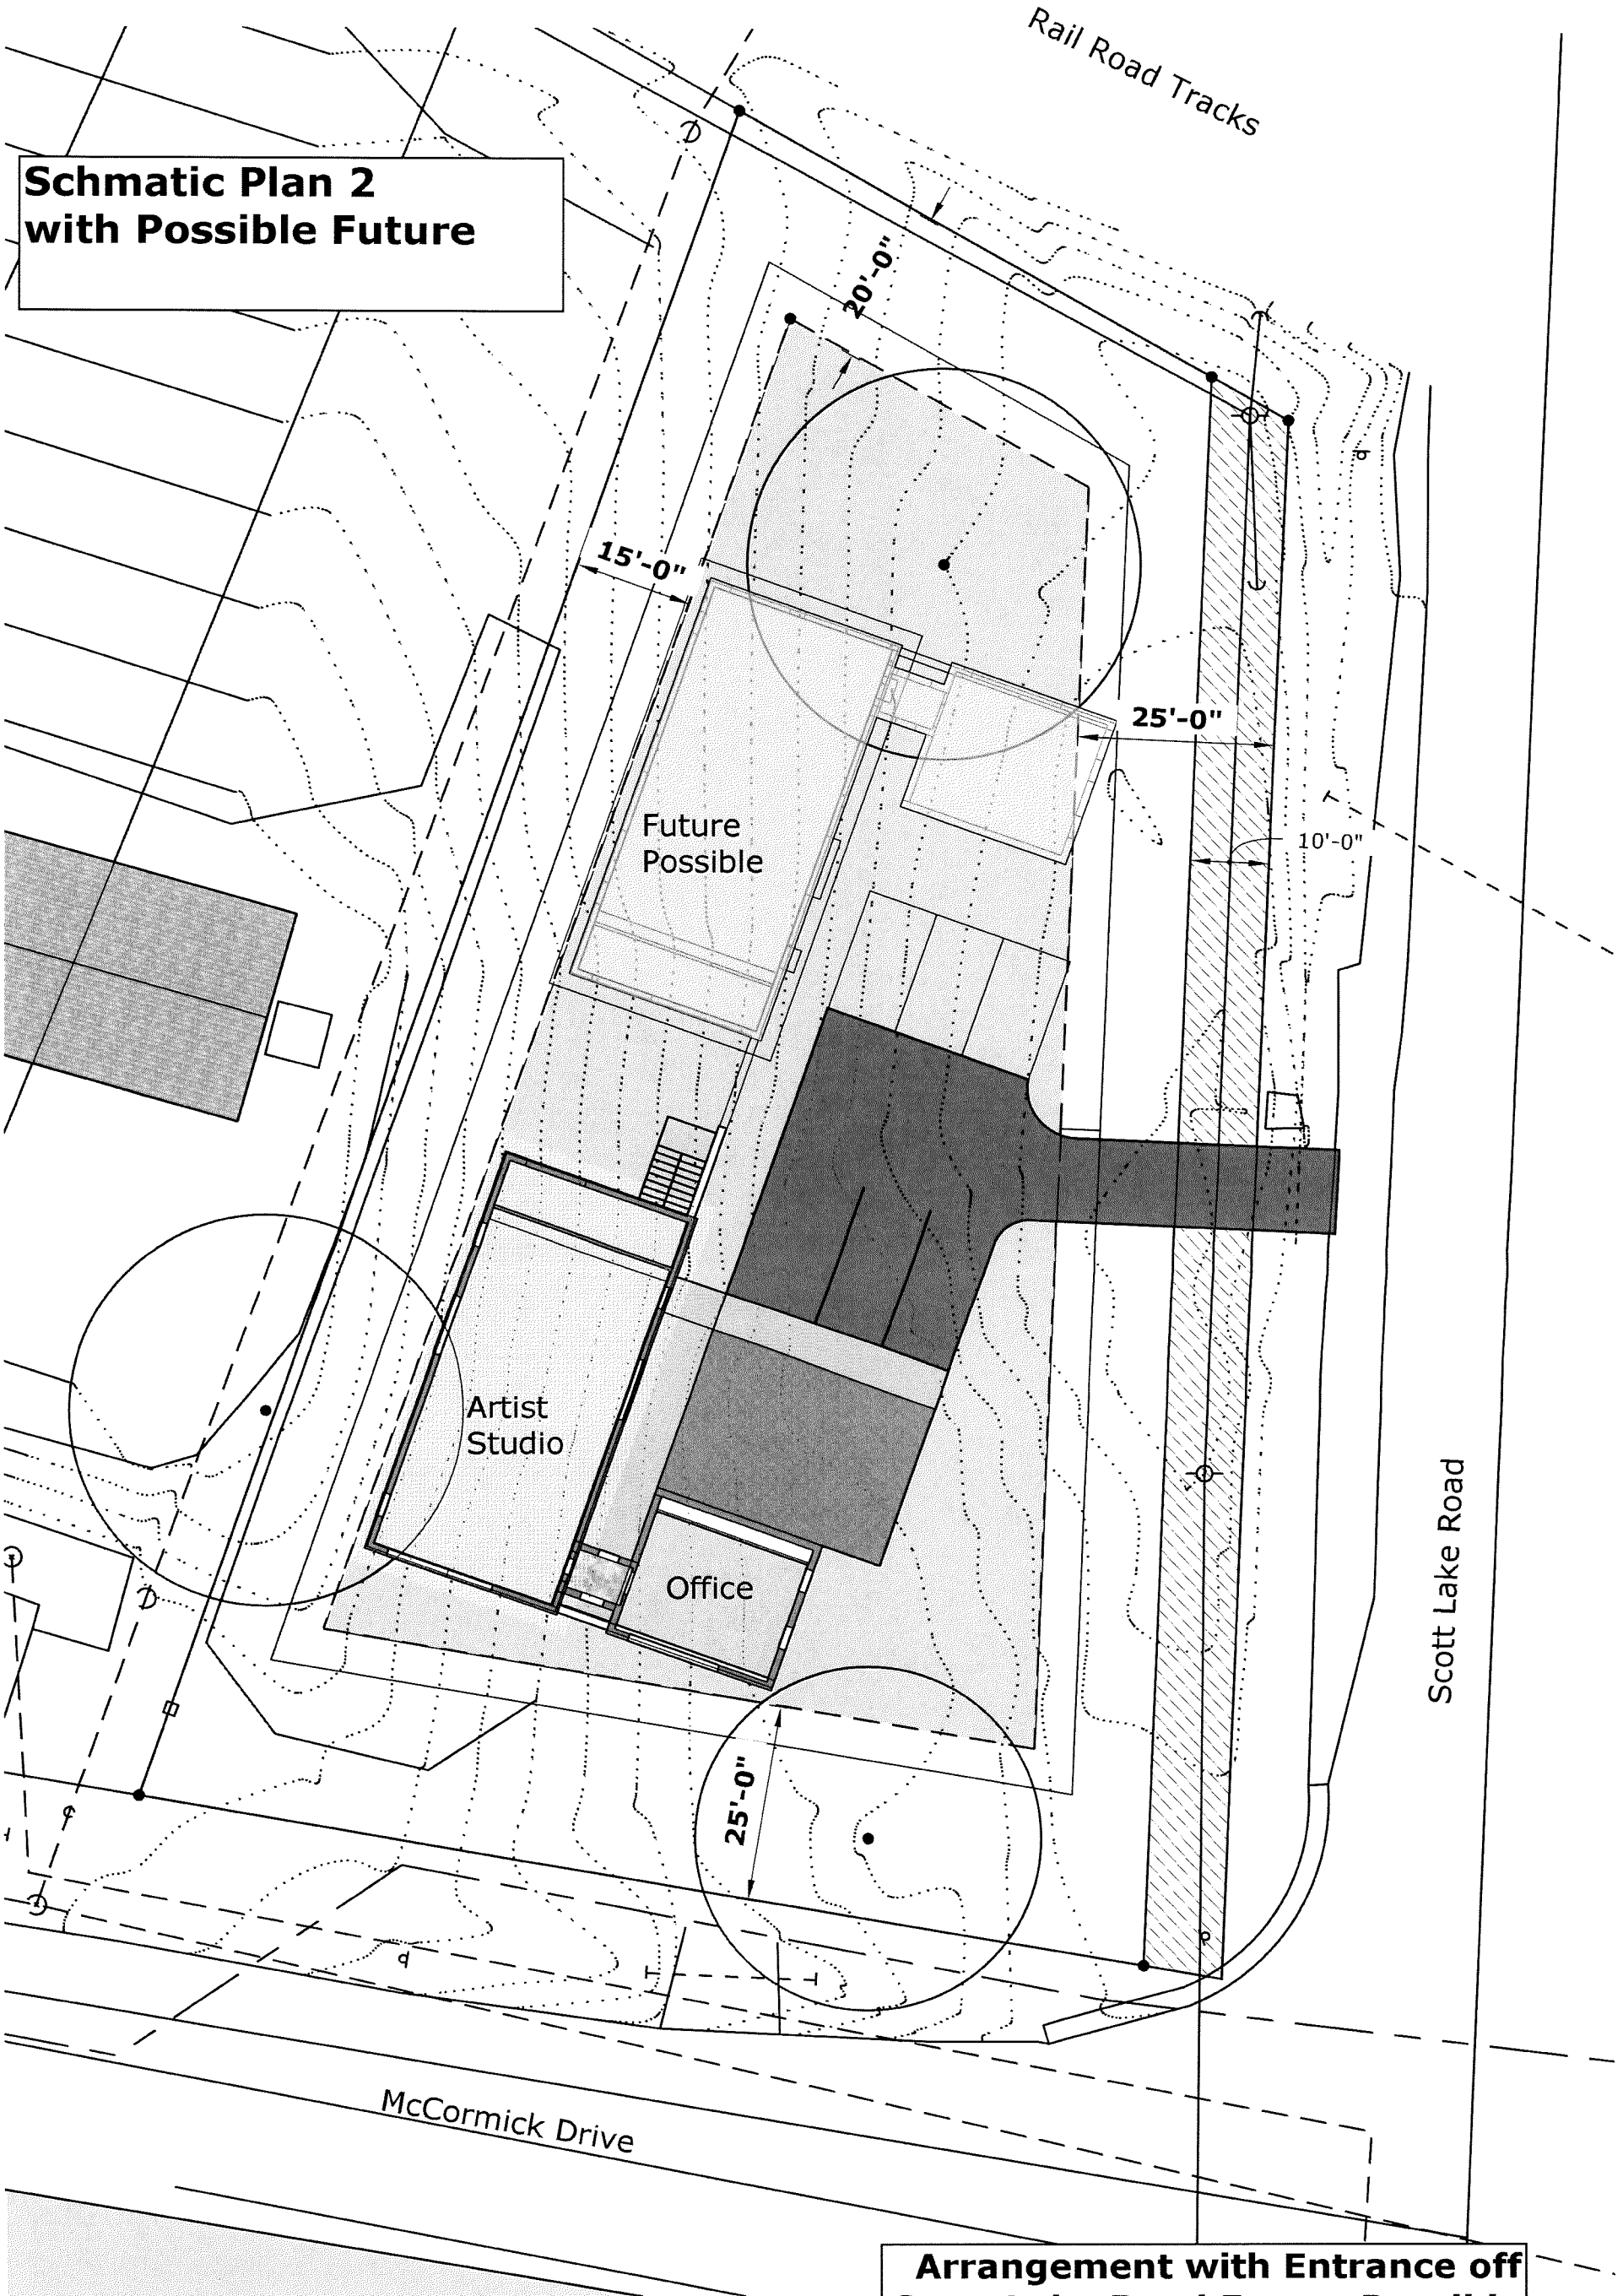 Rail Road Tracks
Schmatic Plan 2
with Possible Future
20'-0"
15'-0"
25'-0"
10'-0"
Future
Possible
Artist
Studio
Office
Scott Lake Road
25'-0"
McCormick Drive
Arrangement with Entrance off